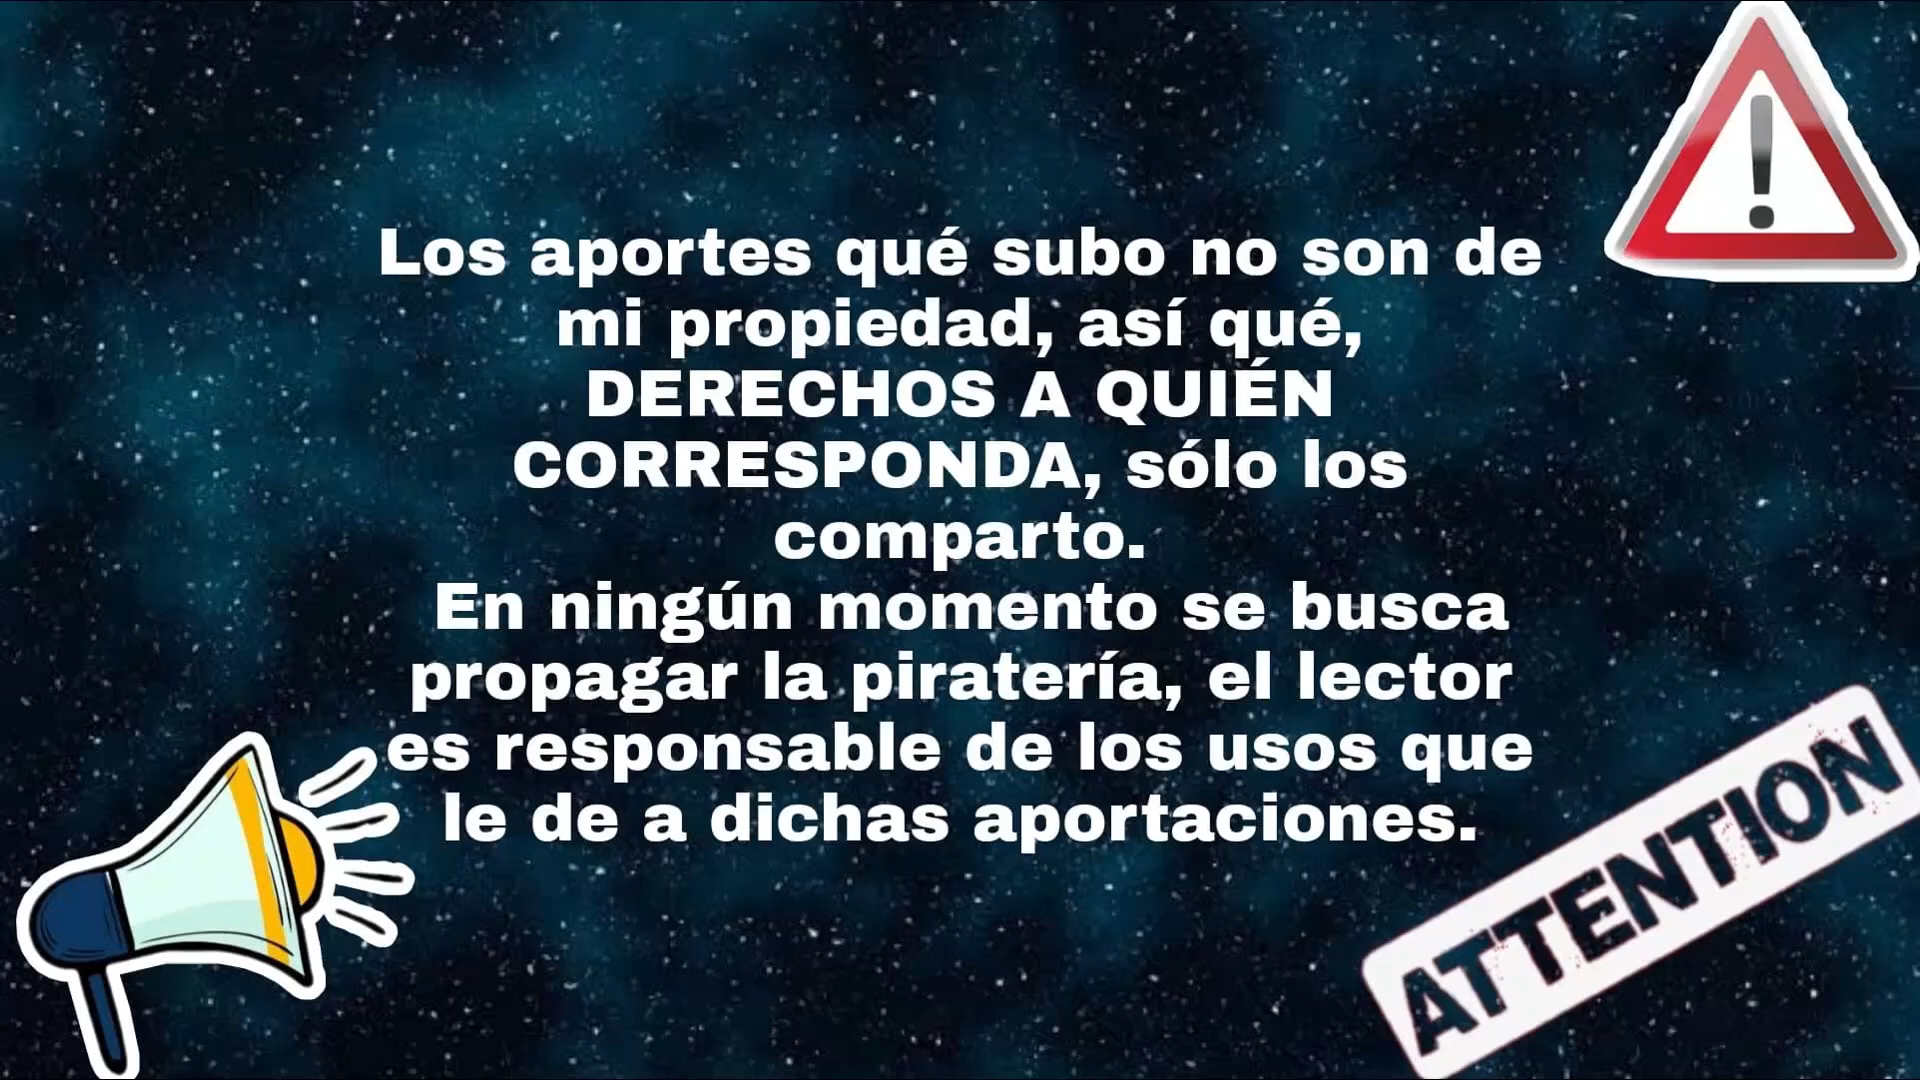 Los aportes qué subo no son de
mi propiedad, así qué,
DERECHOS A QUIÉN
CORRESPONDA, sólo los
comparto.
En ningún momento se busca
propagar la piratería, el lector
es responsable de los usos que
le de a dichas aportaciones.
ATTENTION